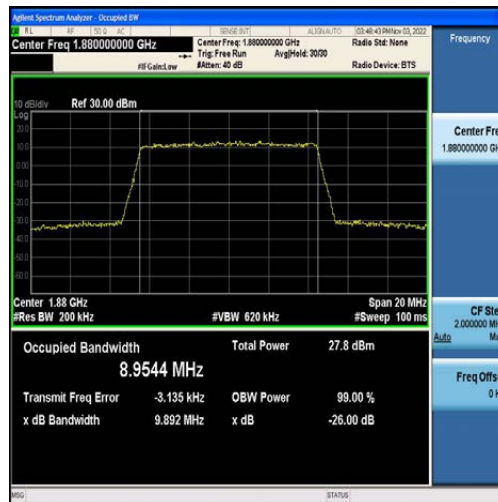 Agilent Spectrum Analyzer - Occupied BW
RL RF 50 Ω AC SENSE:INT ALIGNAUTO 03:48:43 PM Nov 03, 2022
Center Freq 1.880000000 GHz
Center Freq: 1.880000000 GHz
Radio Std: None
Trig: Free Run Avg|Hold: 30/30
#IFGain:Low #Atten: 40 dB Radio Device: BTS
Frequency
10 dB/div Ref 30.00 dBm
Log
20.0
10.0
0.00
-10.0
-20.0
-30.0
-40.0
-50.0
-60.0
Center Fre
1.880000000 GH
Center 1.88 GHz Span 20 MHz
#Res BW 200 kHz #VBW 620 kHz #Sweep 100 ms
CF Ste
2.000000 MH
Auto Ma
Occupied Bandwidth Total Power 27.8 dBm
8.9544 MHz
Transmit Freq Error -3.135 kHz OBW Power 99.00 %
x dB Bandwidth 9.892 MHz x dB -26.00 dB
Freq Offs
0 H
MSG STATUS